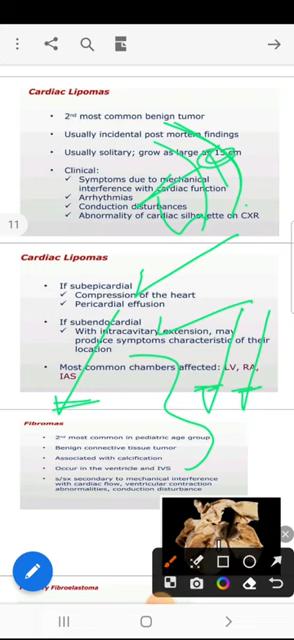 Cardiac Lipomas
• 2nd most common benign tumor
• Usually incidental post mortem findings
• Usually solitary; grow as large as 15 cm
• Clinical:
✓ Symptoms due to mechanical
interference with cardiac function
✓ Arrhythmias
✓ Conduction disturbances
✓ Abnormality of cardiac silhouette on CXR
11
Cardiac Lipomas
• If subepicardial
✓ Compression of the heart
✓ Pericardial effusion
• If subendocardial
✓ With intracavitary extension, may
produce symptoms characteristic of their
location
• Most common chambers affected: LV, RA,
IAS
Fibromas
• 2nd most common in pediatric age group
• Benign connective tissue tumor
• Associated with calcification
• Occur in the ventricle and IVS
• s/sx secondary to mechanical interference
with cardiac flow, ventricular contraction
abnormalities, conduction disturbance
Fibroelastoma